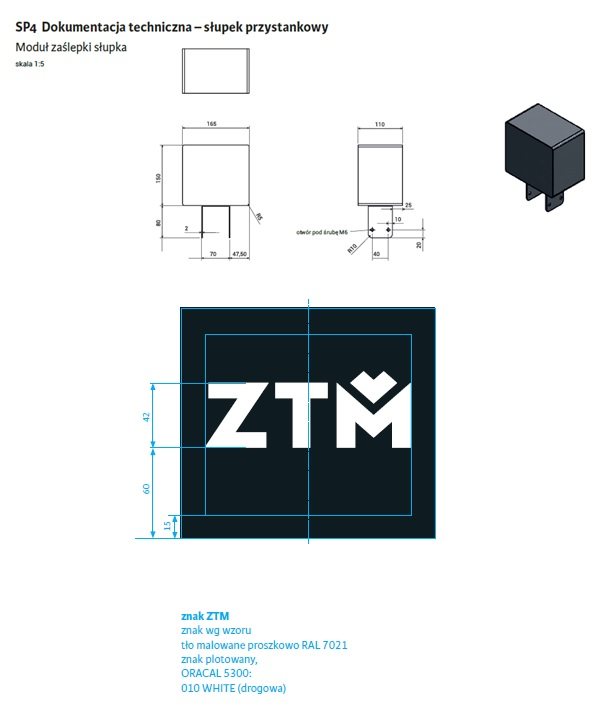 SP4 Dokumentacja techniczna – słupek przystankowy
Moduł zaślepki słupka
skala 1:5
165
110
150
80
2
R5
70
47,50
25
10
otwór pod śrubę M6
R10
40
20
42
60
15
ZTM
znak ZTM
znak wg wzoru
tło malowane proszkowo RAL 7021
znak plotowany,
ORACAL 5300:
010 WHITE (drogowa)